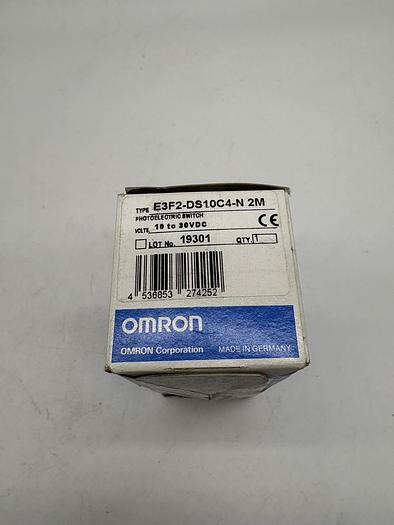 TYPE E3F2-DS10C4-N 2M
PHOTOELECTRIC SWITCH
VOLTS 10 to 30VDC CE
LOT No. 19301 QTY. 1
4 536853 274252
OMRON
OMRON Corporation MADE IN GERMANY